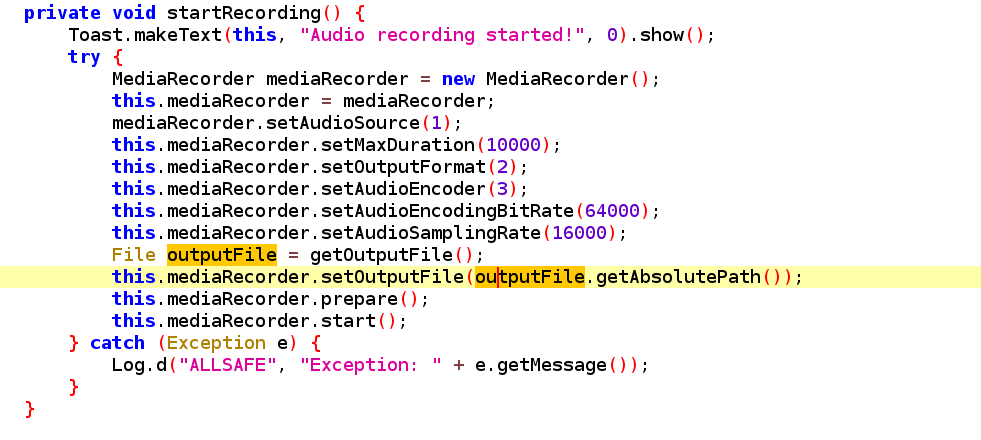 private void startRecording() {
Toast.makeText(this, "Audio recording started!", 0).show();
try {
MediaRecorder mediaRecorder = new MediaRecorder();
this.mediaRecorder = mediaRecorder;
mediaRecorder.setAudioSource(1);
this.mediaRecorder.setMaxDuration(10000);
this.mediaRecorder.setOutputFormat(2);
this.mediaRecorder.setAudioEncoder(3);
this.mediaRecorder.setAudioEncodingBitRate(64000);
this.mediaRecorder.setAudioSamplingRate(16000);
File outputFile = getOutputFile();
this.mediaRecorder.setOutputFile(outputFile.getAbsolutePath());
this.mediaRecorder.prepare();
this.mediaRecorder.start();
} catch (Exception e) {
Log.d("ALLSAFE", "Exception: " + e.getMessage());
}
}